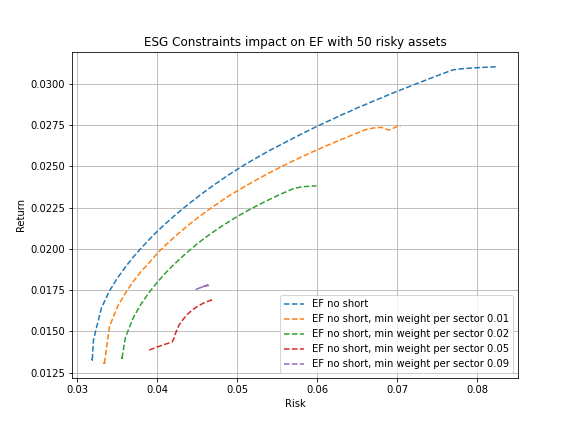 ESG Constraints impact on EF with 50 risky assets
0.0300
0.0275
0.0250
0.0225
0.0200
0.0175
0.0150
0.0125
Return
0.03 0.04 0.05 0.06 0.07 0.08
Risk
EF no short
EF no short, min weight per sector 0.01
EF no short, min weight per sector 0.02
EF no short, min weight per sector 0.05
EF no short, min weight per sector 0.09